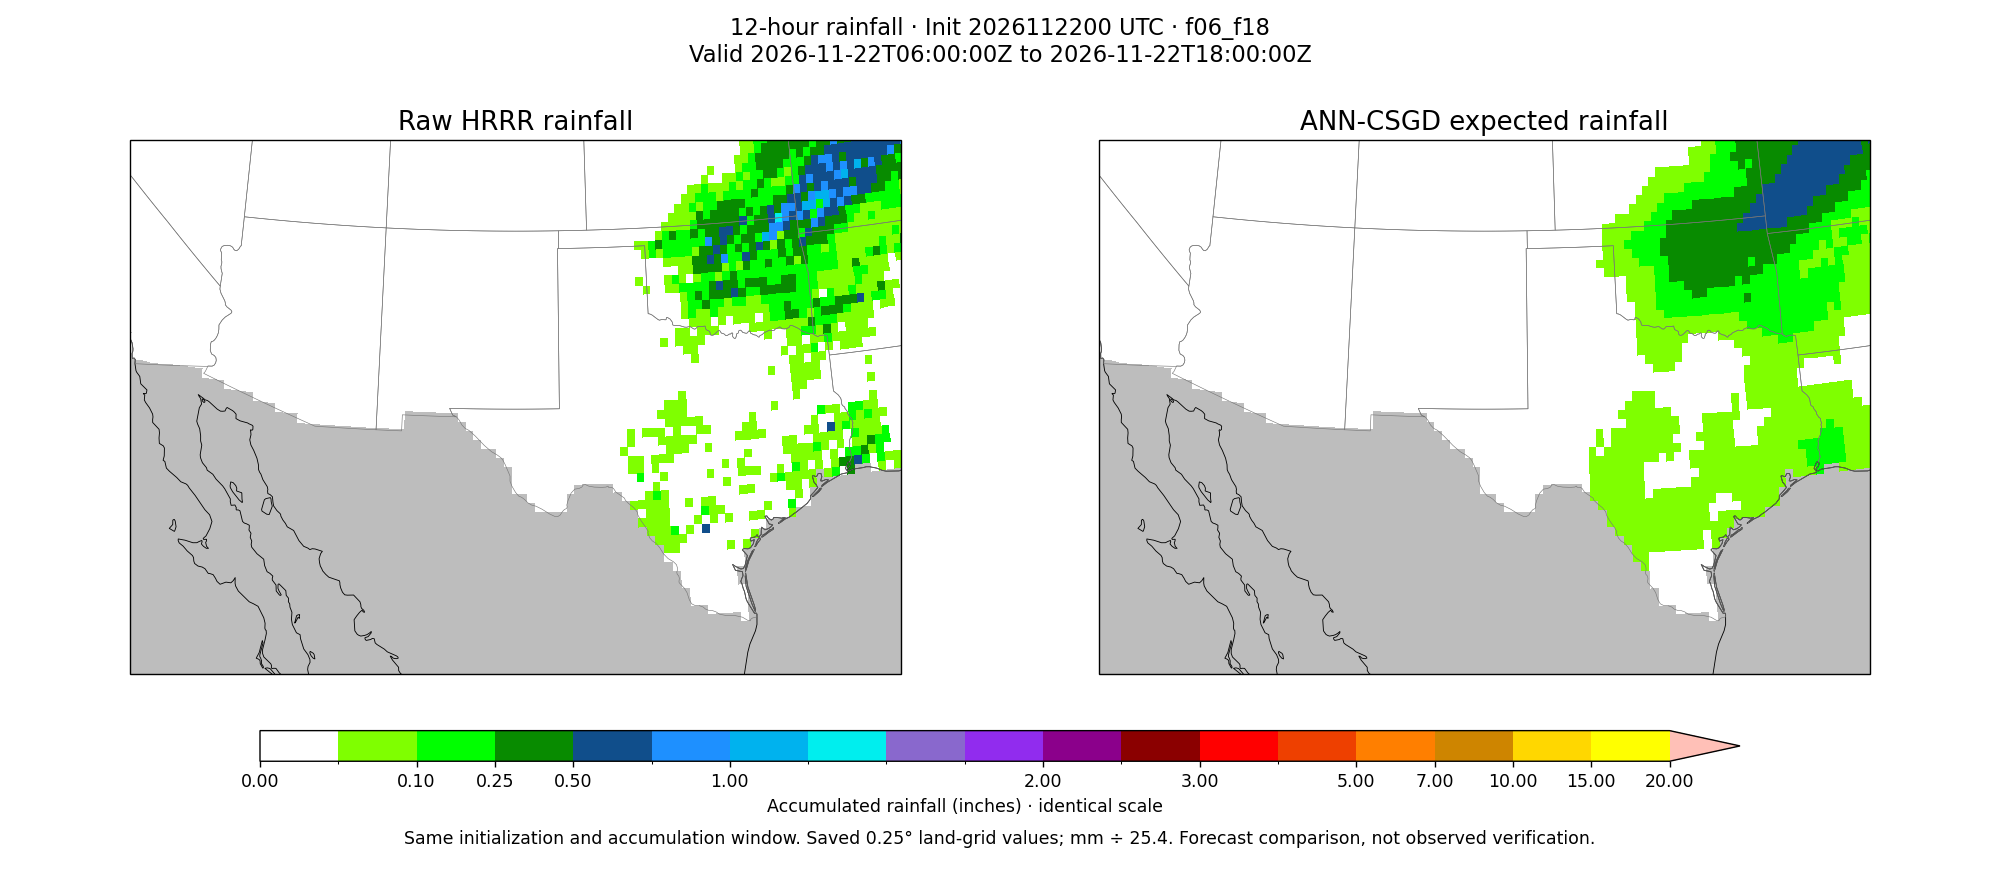 12-hour rainfall · Init 2026112200 UTC · f06_f18
Valid 2026-11-22T06:00:00Z to 2026-11-22T18:00:00Z
Raw HRRR rainfall
ANN-CSGD expected rainfall
0.00 0.10 0.25 0.50 1.00 2.00 3.00 5.00 7.00 10.00 15.00 20.00
Accumulated rainfall (inches) · identical scale
Same initialization and accumulation window. Saved 0.25° land-grid values; mm ÷ 25.4. Forecast comparison, not observed verification.